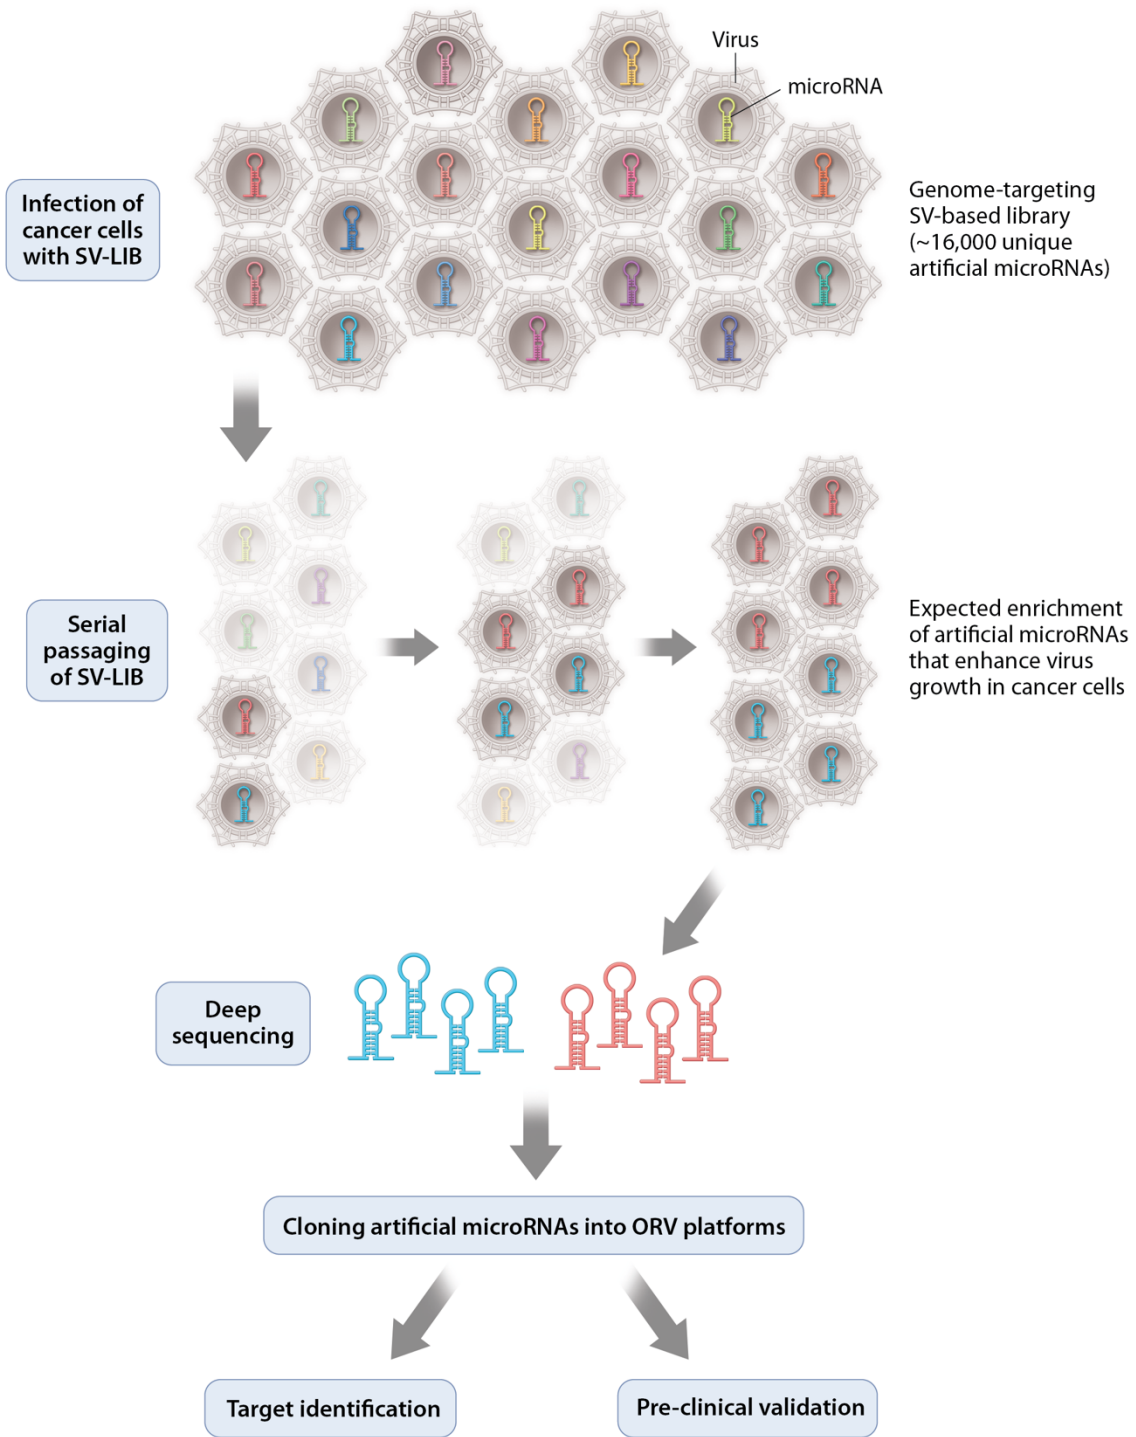 Virus
microRNA
Infection of
cancer cells
with SV-LIB
Genome-targeting
SV-based library
(~16,000 unique
artificial microRNAs)
Serial
passaging
of SV-LIB
Expected enrichment
of artificial microRNAs
that enhance virus
growth in cancer cells
Deep
sequencing
Cloning artificial microRNAs into ORV platforms
Target identification
Pre-clinical validation